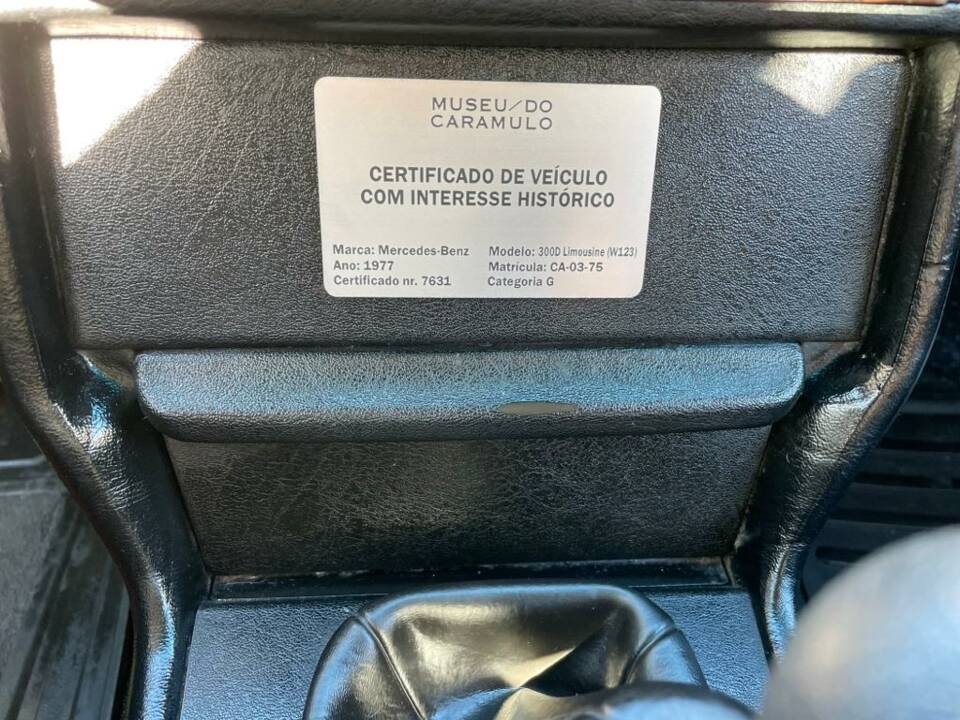 MUSEU/DO
CARAMULO
CERTIFICADO DE VEÍCULO
COM INTERESSE HISTÓRICO
Marca: Mercedes-Benz Modelo: 300D Limousine (W123)
Ano: 1977 Matrícula: CA-03-75
Certificado nr. 7631 Categoria G